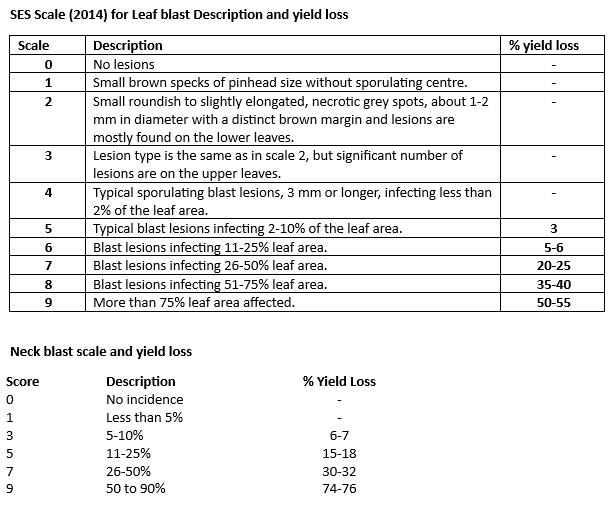 SES Scale (2014) for Leaf blast Description and yield loss
Scale Description % yield loss
0 No lesions -
1 Small brown specks of pinhead size without sporulating centre. -
2 Small roundish to slightly elongated, necrotic grey spots, about 1-2 -
mm in diameter with a distinct brown margin and lesions are
mostly found on the lower leaves.
3 Lesion type is the same as in scale 2, but significant number of -
lesions are on the upper leaves.
4 Typical sporulating blast lesions, 3 mm or longer, infecting less than -
2% of the leaf area.
5 Typical blast lesions infecting 2-10% of the leaf area. 3
6 Blast lesions infecting 11-25% leaf area. 5-6
7 Blast lesions infecting 26-50% leaf area. 20-25
8 Blast lesions infecting 51-75% leaf area. 35-40
9 More than 75% leaf area affected. 50-55
Neck blast scale and yield loss
Score Description % Yield Loss
0 No incidence -
1 Less than 5% -
3 5-10% 6-7
5 11-25% 15-18
7 26-50% 30-32
9 50 to 90% 74-76